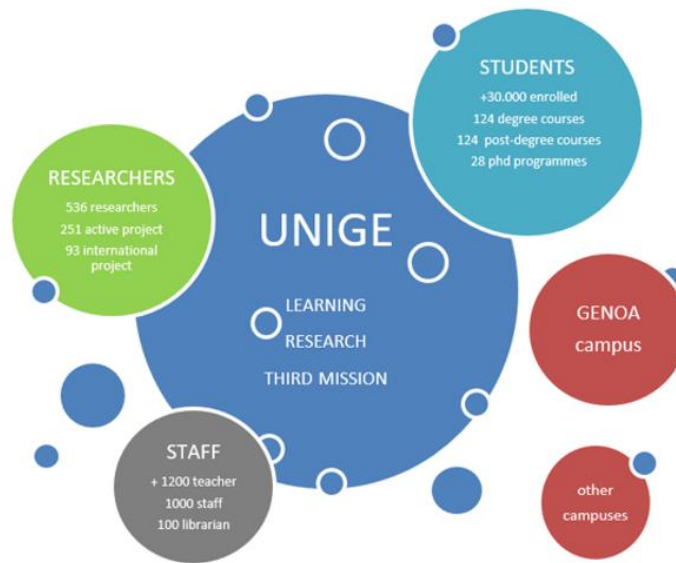 STUDENTS
+30.000 enrolled
124 degree courses
124 post-degree courses
28 phd programmes
RESEARCHERS
536 researchers
251 active project
93 international
project
UNIGE
LEARNING
RESEARCH
THIRD MISSION
GENOA
campus
STAFF
+ 1200 teacher
1000 staff
100 librarian
other
campuses